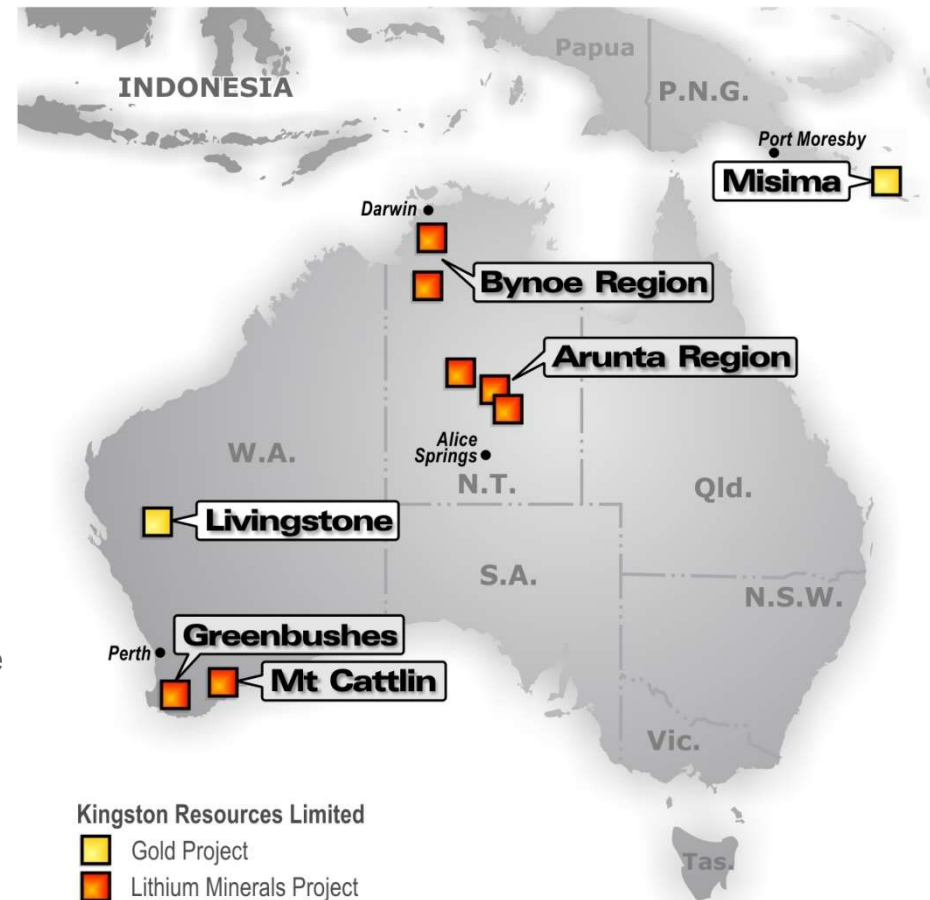 Papua
INDONESIA
P.N.G.
Port Moresby
Misima
Darwin
Bynoe Region
Arunta Region
Alice
Springs
W.A.
N.T.
Qld.
Livingstone
S.A.
N.S.W.
Greenbushes
Perth
Mt Cattlin
e
Vic.
Kingston Resources Limited
Gold Project
Tas.
Lithium Minerals Project